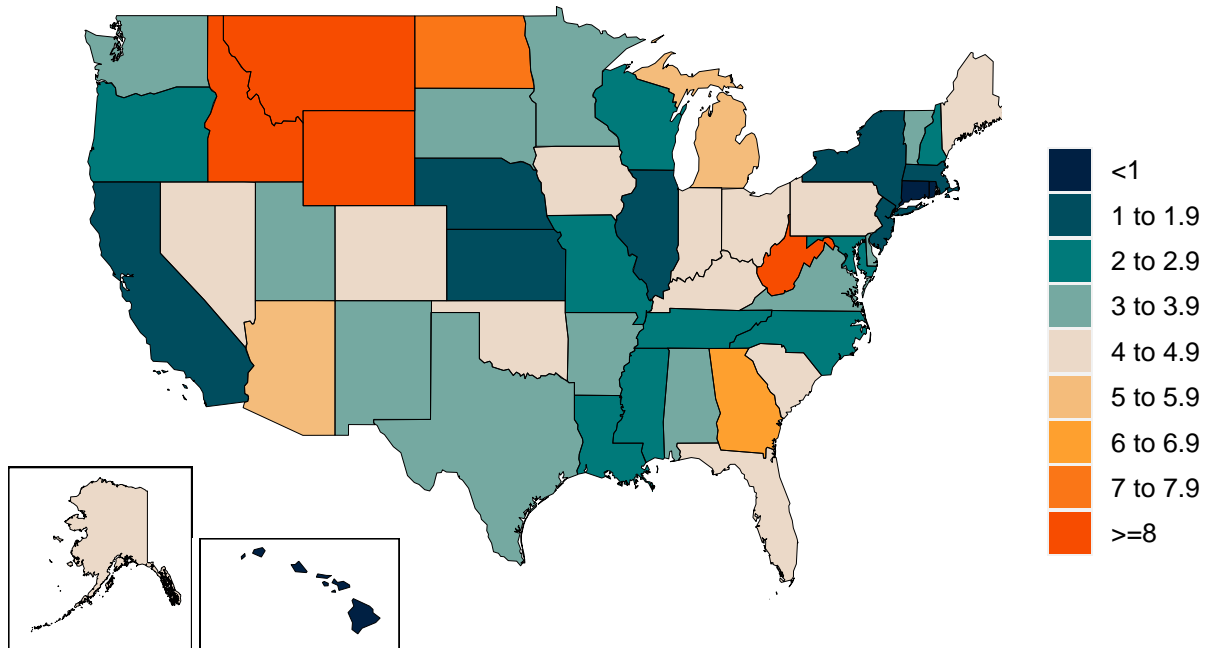 <1
1 to 1.9
2 to 2.9
3 to 3.9
4 to 4.9
5 to 5.9
6 to 6.9
7 to 7.9
>=8